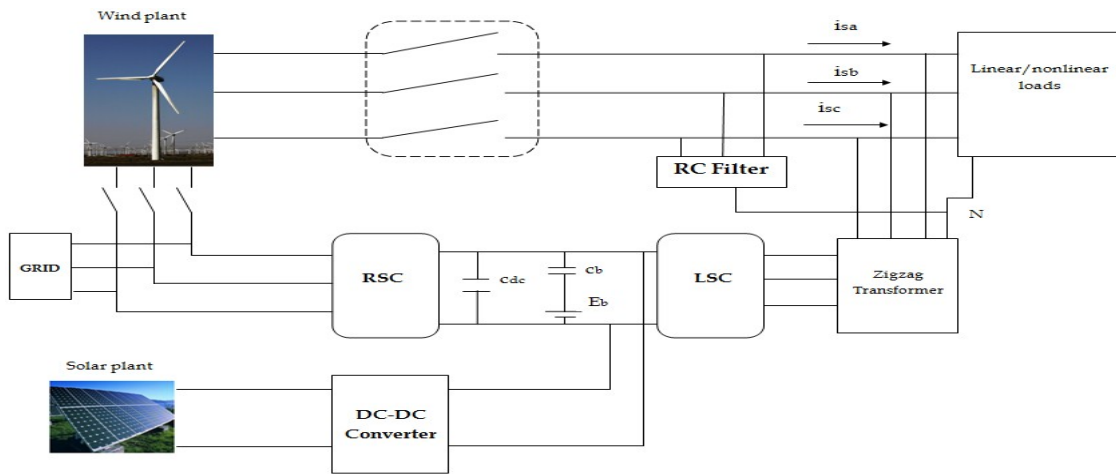 Wind plant
isa
isb
isc
Linear/nonlinear
loads
RC Filter
N
GRID
RSC
Cdc
Cb
Eb
LSC
Zigzag
Transformer
Solar plant
DC-DC
Converter